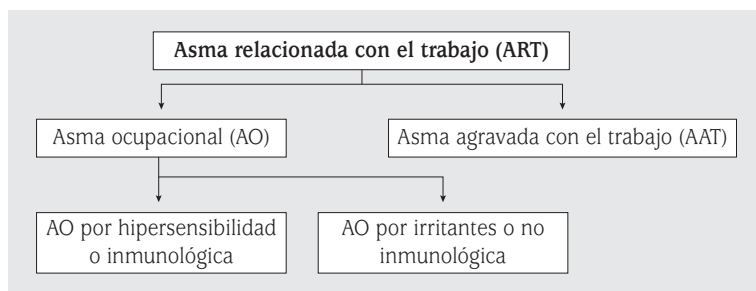 Asma relacionada con el trabajo (ART)
Asma ocupacional (AO)
Asma agravada con el trabajo (AAT)
AO por hipersensibilidad
o inmunológica
AO por irritantes o no
inmunológica